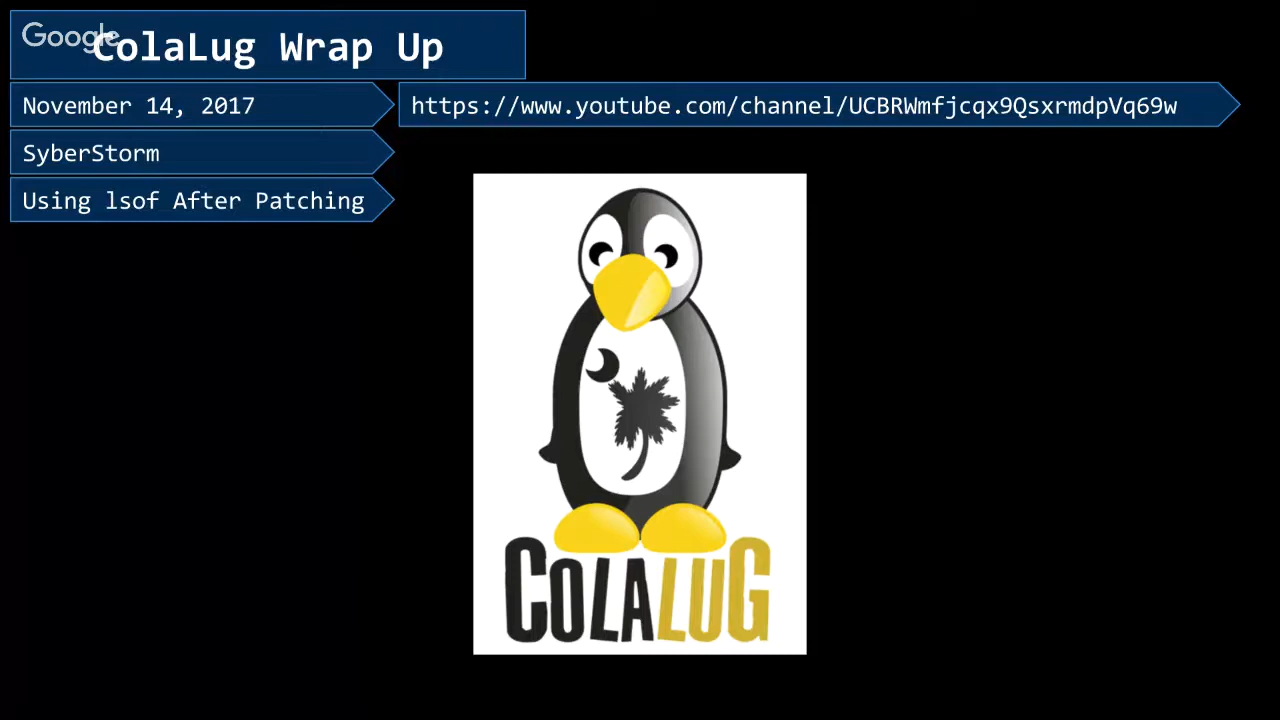 Google
ColaLug Wrap Up
November 14, 2017
https://www.youtube.com/channel/UCBRWmfjcqx9QsxrmdpVq69w
SyberStorm
Using lsof After Patching
COLALUG